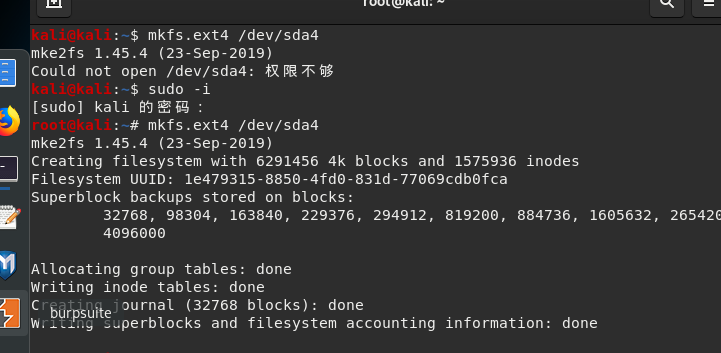 root@kali: ~
kali@kali:~$ mkfs.ext4 /dev/sda4
mke2fs 1.45.4 (23-Sep-2019)
Could not open /dev/sda4: 权限不够
kali@kali:~$ sudo -i
[sudo] kali 的密码：
root@kali:~# mkfs.ext4 /dev/sda4
mke2fs 1.45.4 (23-Sep-2019)
Creating filesystem with 6291456 4k blocks and 1575936 inodes
Filesystem UUID: 1e479315-8850-4fd0-831d-77069cdb0fca
Superblock backups stored on blocks:
32768, 98304, 163840, 229376, 294912, 819200, 884736, 1605632, 265420
4096000
Allocating group tables: done
Writing inode tables: done
Creating journal (32768 blocks): done
burpsuite
Writing superblocks and filesystem accounting information: done